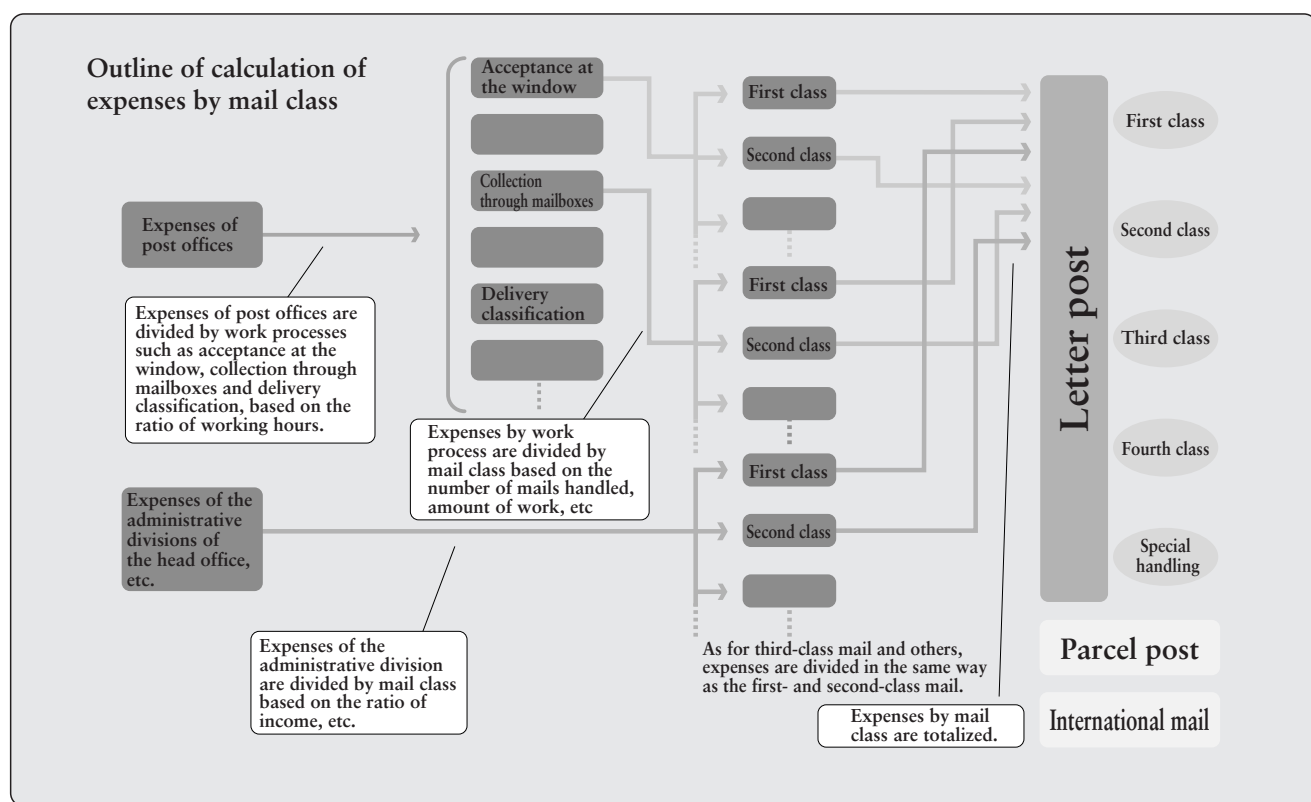 Outline of calculation of
expenses by mail class
Expenses of
post offices
Expenses of post offices are
divided by work processes
such as acceptance at the
window, collection through
mailboxes and delivery
classification, based on the
ratio of working hours.
Expenses of the
administrative
divisions of
the head office,
etc.
Expenses of the
administrative division
are divided by mail class
based on the ratio of
income, etc.
Acceptance at
the window
Collection
through mailboxes
Delivery
classification
Expenses by work
process are divided by
mail class based on the
number of mails handled,
amount of work, etc
First class
Second class
First class
Second class
First class
Second class
As for third-class mail and others,
expenses are divided in the same way
as the first- and second-class mail.
Expenses by mail
class are totalized.
Letter post
First class
Second class
Third class
Fourth class
Special
handling
Parcel post
International mail